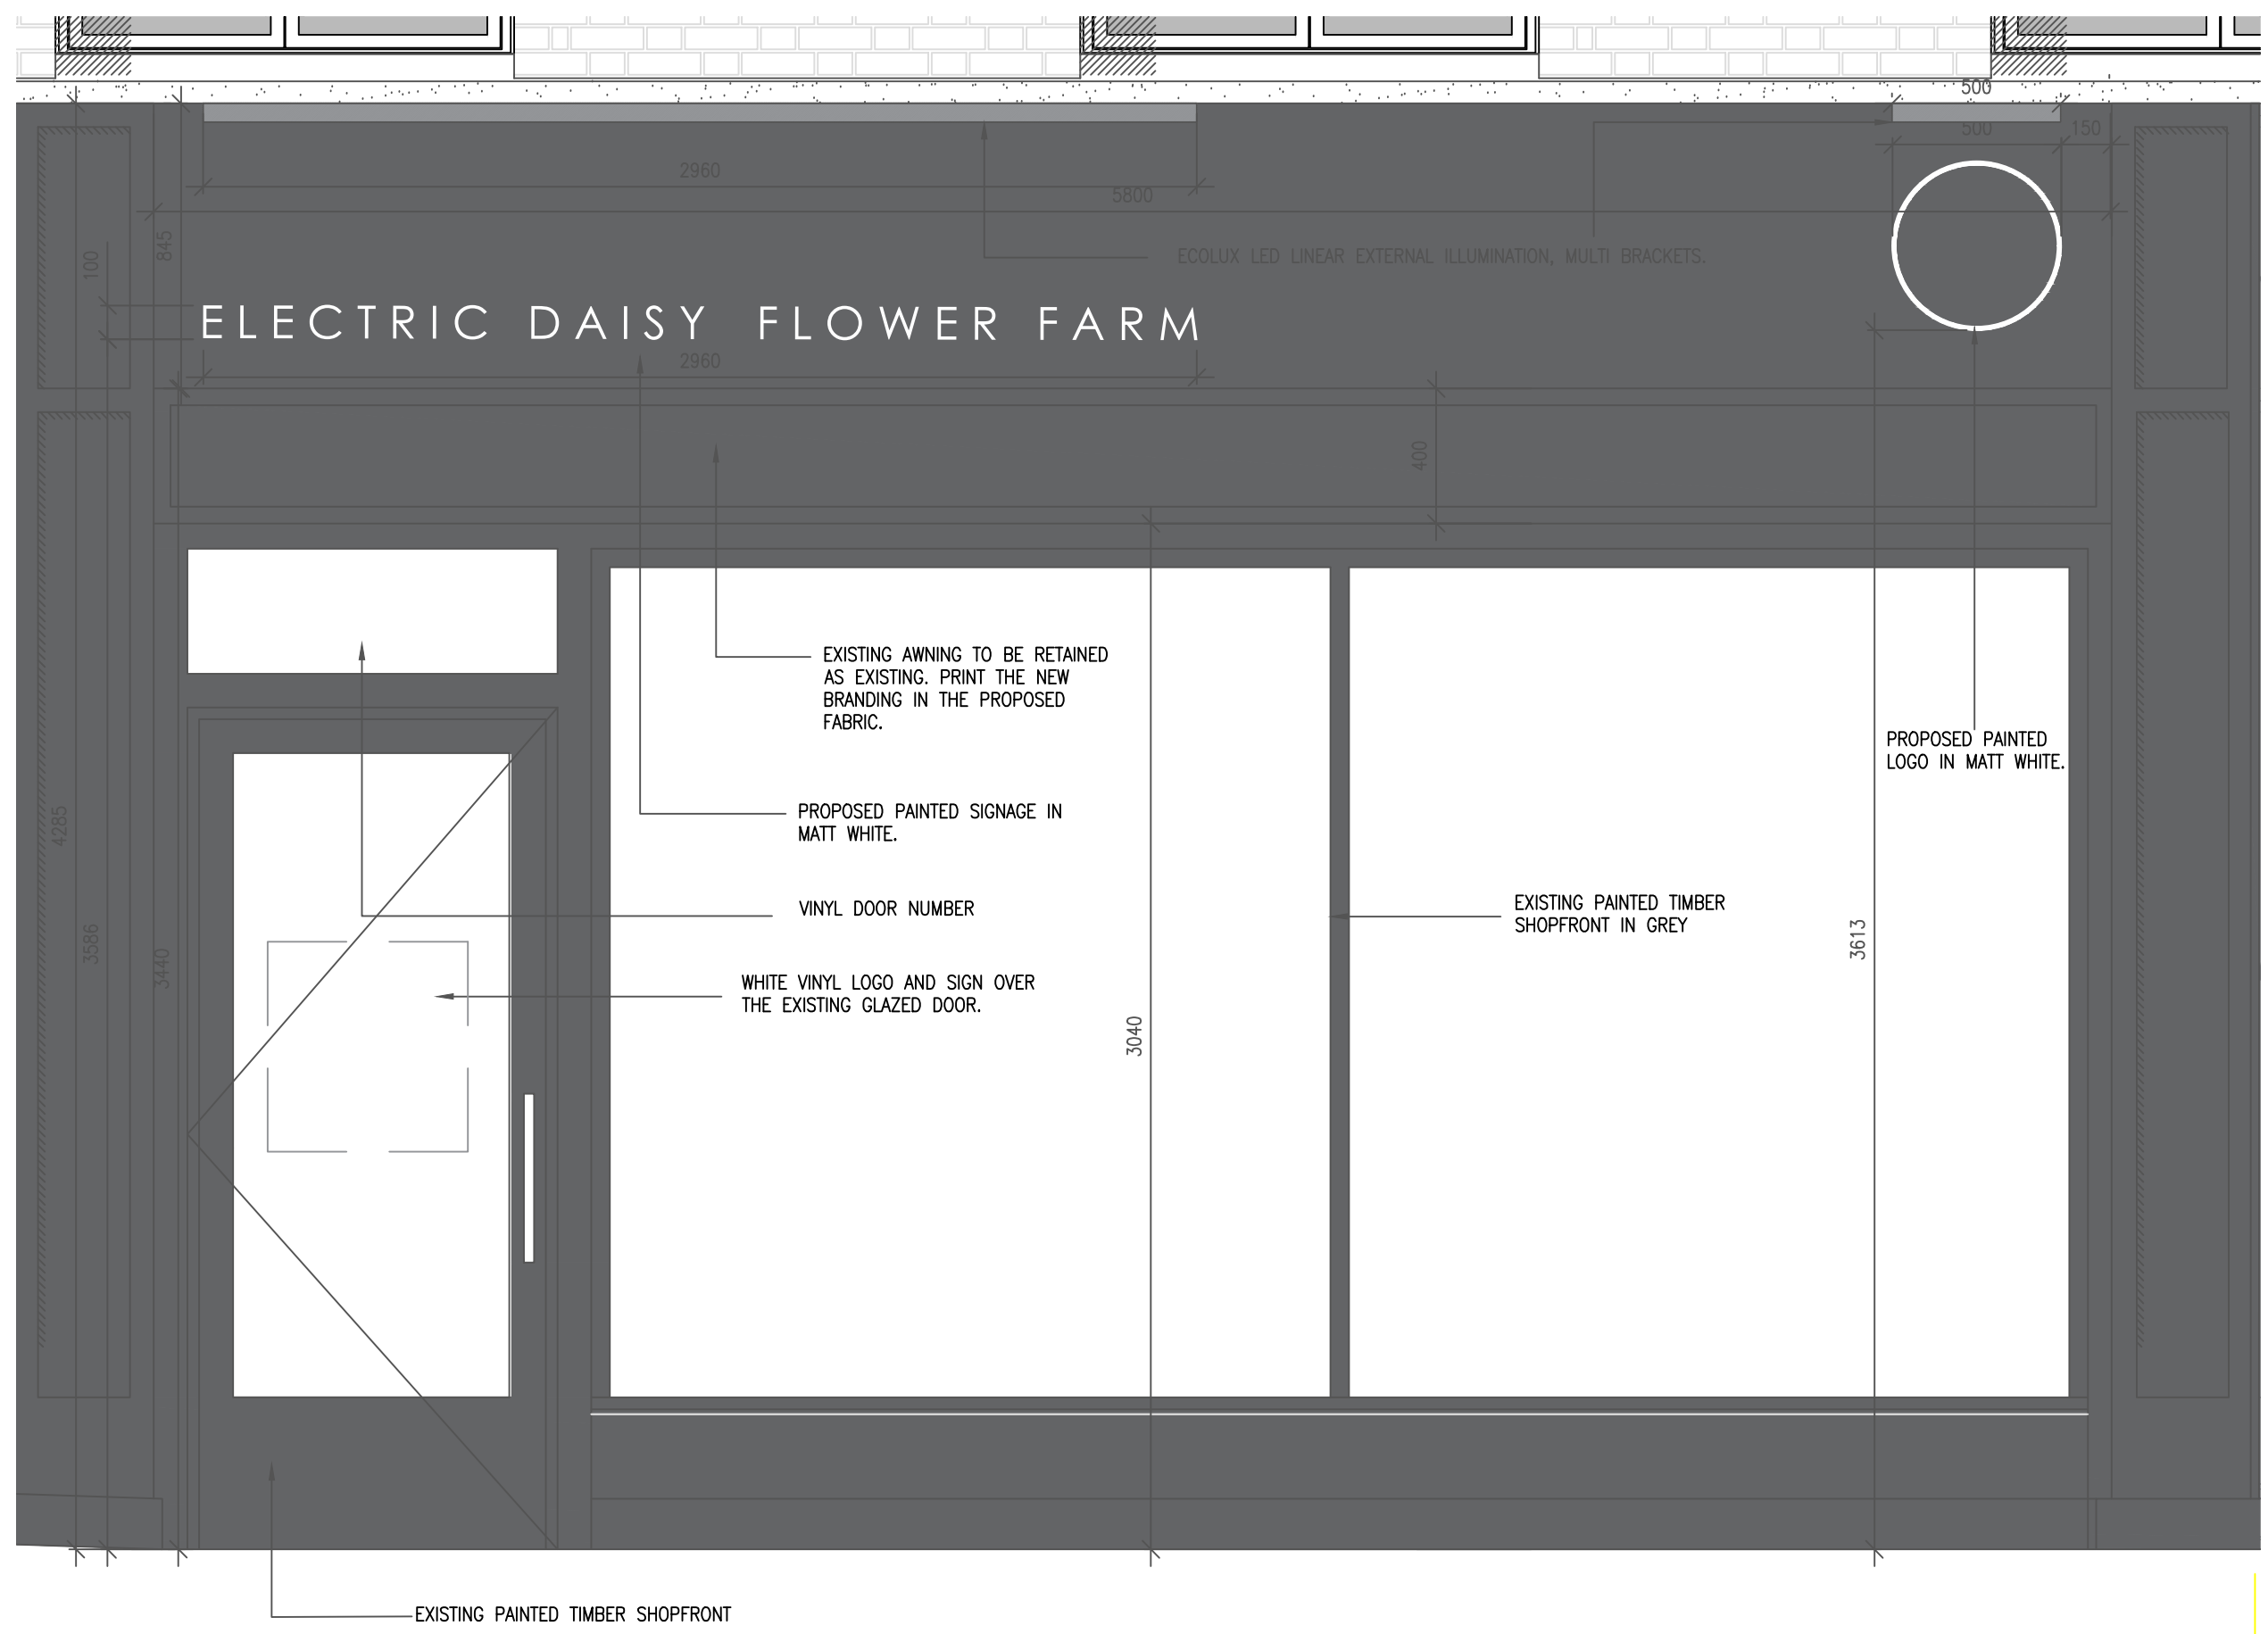 500
500
150
2960
5800
845
100
ECOLUX LED LINEAR EXTERNAL ILLUMINATION, MULTI BRACKETS.
ELECTRIC DAISY FLOWER FARM
2960
400
EXISTING AWNING TO BE RETAINED
AS EXISTING. PRINT THE NEW
BRANDING IN THE PROPOSED
FABRIC.
PROPOSED PAINTED
LOGO IN MATT WHITE.
PROPOSED PAINTED SIGNAGE IN
MATT WHITE.
4285
VINYL DOOR NUMBER
EXISTING PAINTED TIMBER
SHOPFRONT IN GREY
3586
3440
3613
WHITE VINYL LOGO AND SIGN OVER
THE EXISTING GLAZED DOOR.
3040
EXISTING PAINTED TIMBER SHOPFRONT